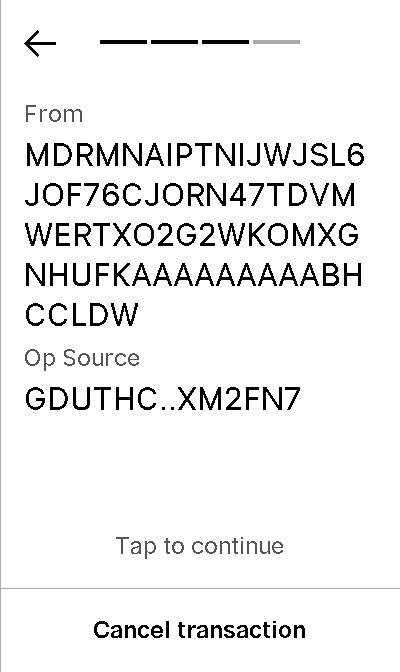 From
MDRMNAIPTNIJWJSL6
JOF76CJORN47TDVM
WERTXO2G2WKOMXG
NHUFKAAAAAAAAABH
CCLDW
Op Source
GDUTHC..XM2FN7
Tap to continue
Cancel transaction